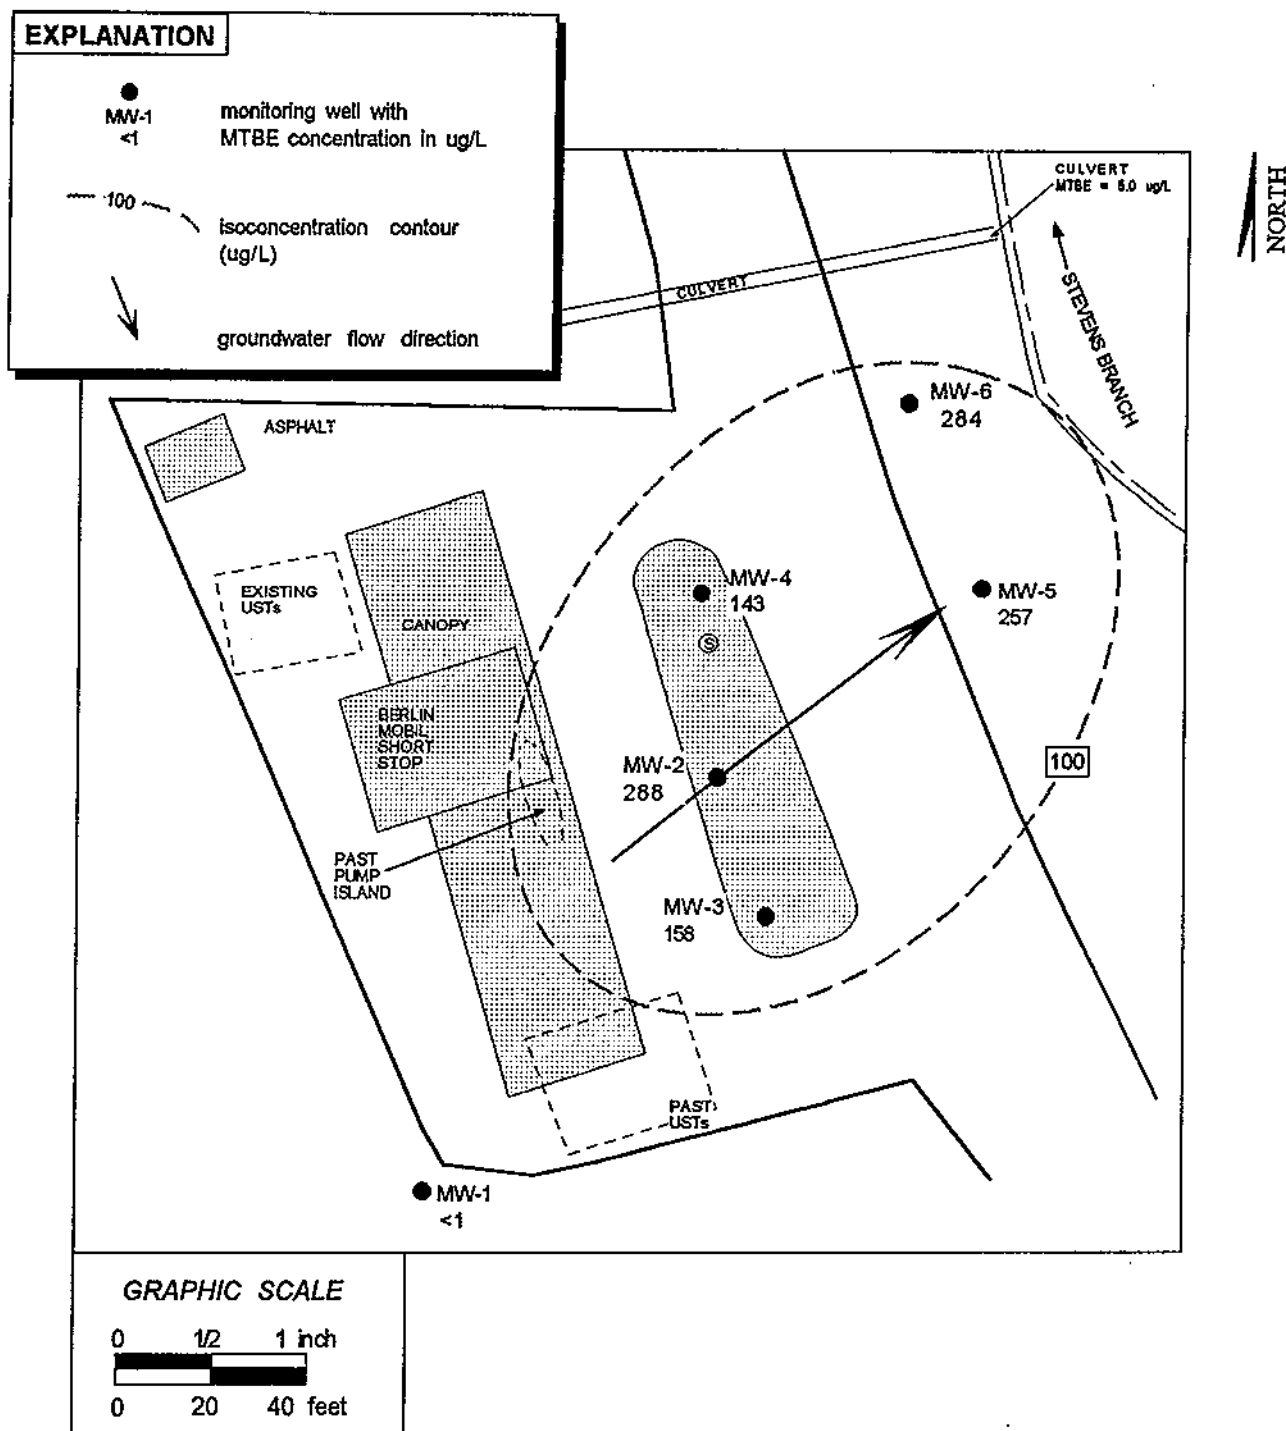 EXPLANATION
MW-1
<1
monitoring well with
MTBE concentration in ug/L
100
isoconcentration contour
(ug/L)
groundwater flow direction
NORTH
CULVERT
MTBE = 5.0 ug/L
CULVERT
STEVENS BRANCH
MW-6
284
ASPHALT
MW-4
143
S
MW-5
257
EXISTING
USTs
CANOPY
BERLIN
MOBIL
SHORT
STOP
MW-2
288
100
PAST
PUMP
ISLAND
MW-3
158
PAST
USTs
MW-1
<1
GRAPHIC SCALE
0 1/2 1 inch
0 20 40 feet